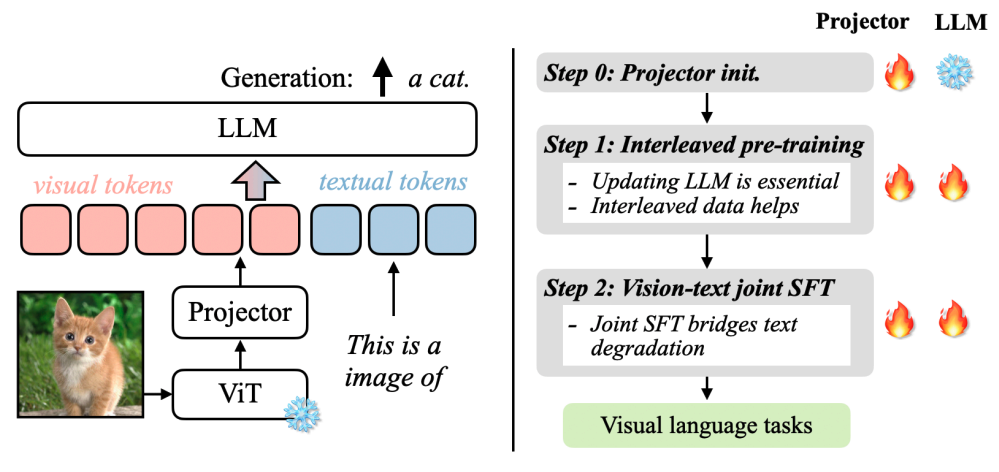 Generation: a cat.
LLM
visual tokens textual tokens
Projector
ViT
This is a
image of
Projector LLM
Step 0: Projector init.
Step 1: Interleaved pre-training
- Updating LLM is essential
- Interleaved data helps
Step 2: Vision-text joint SFT
- Joint SFT bridges text
degradation
Visual language tasks